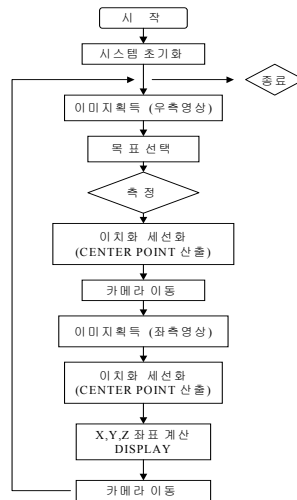 시 작
시스템 초기화
종료
이미지획득 (우측영상)
목표 선택
측정
이치화 세선화
(CENTER POINT 산출)
카메라 이동
이미지획득 (좌측영상)
이치화 세선화
(CENTER POINT 산출)
X,Y,Z 좌표 계산
DISPLAY
카메라 이동